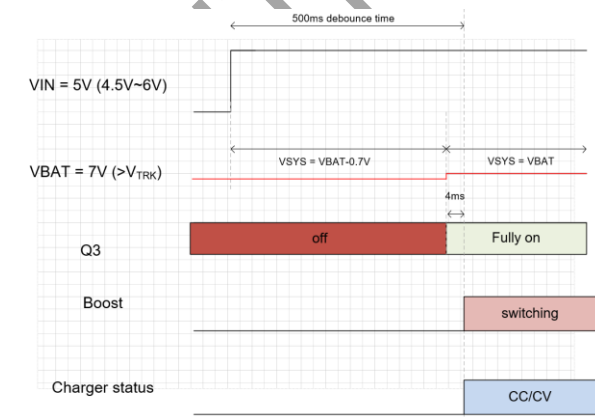 500ms debounce time
VIN = 5V (4.5V~6V)
VSYS = VBAT-0.7V
VSYS = VBAT
VBAT = 7V (>VTRK)
4ms
off
Fully on
Q3
Boost
switching
Charger status
CC/CV